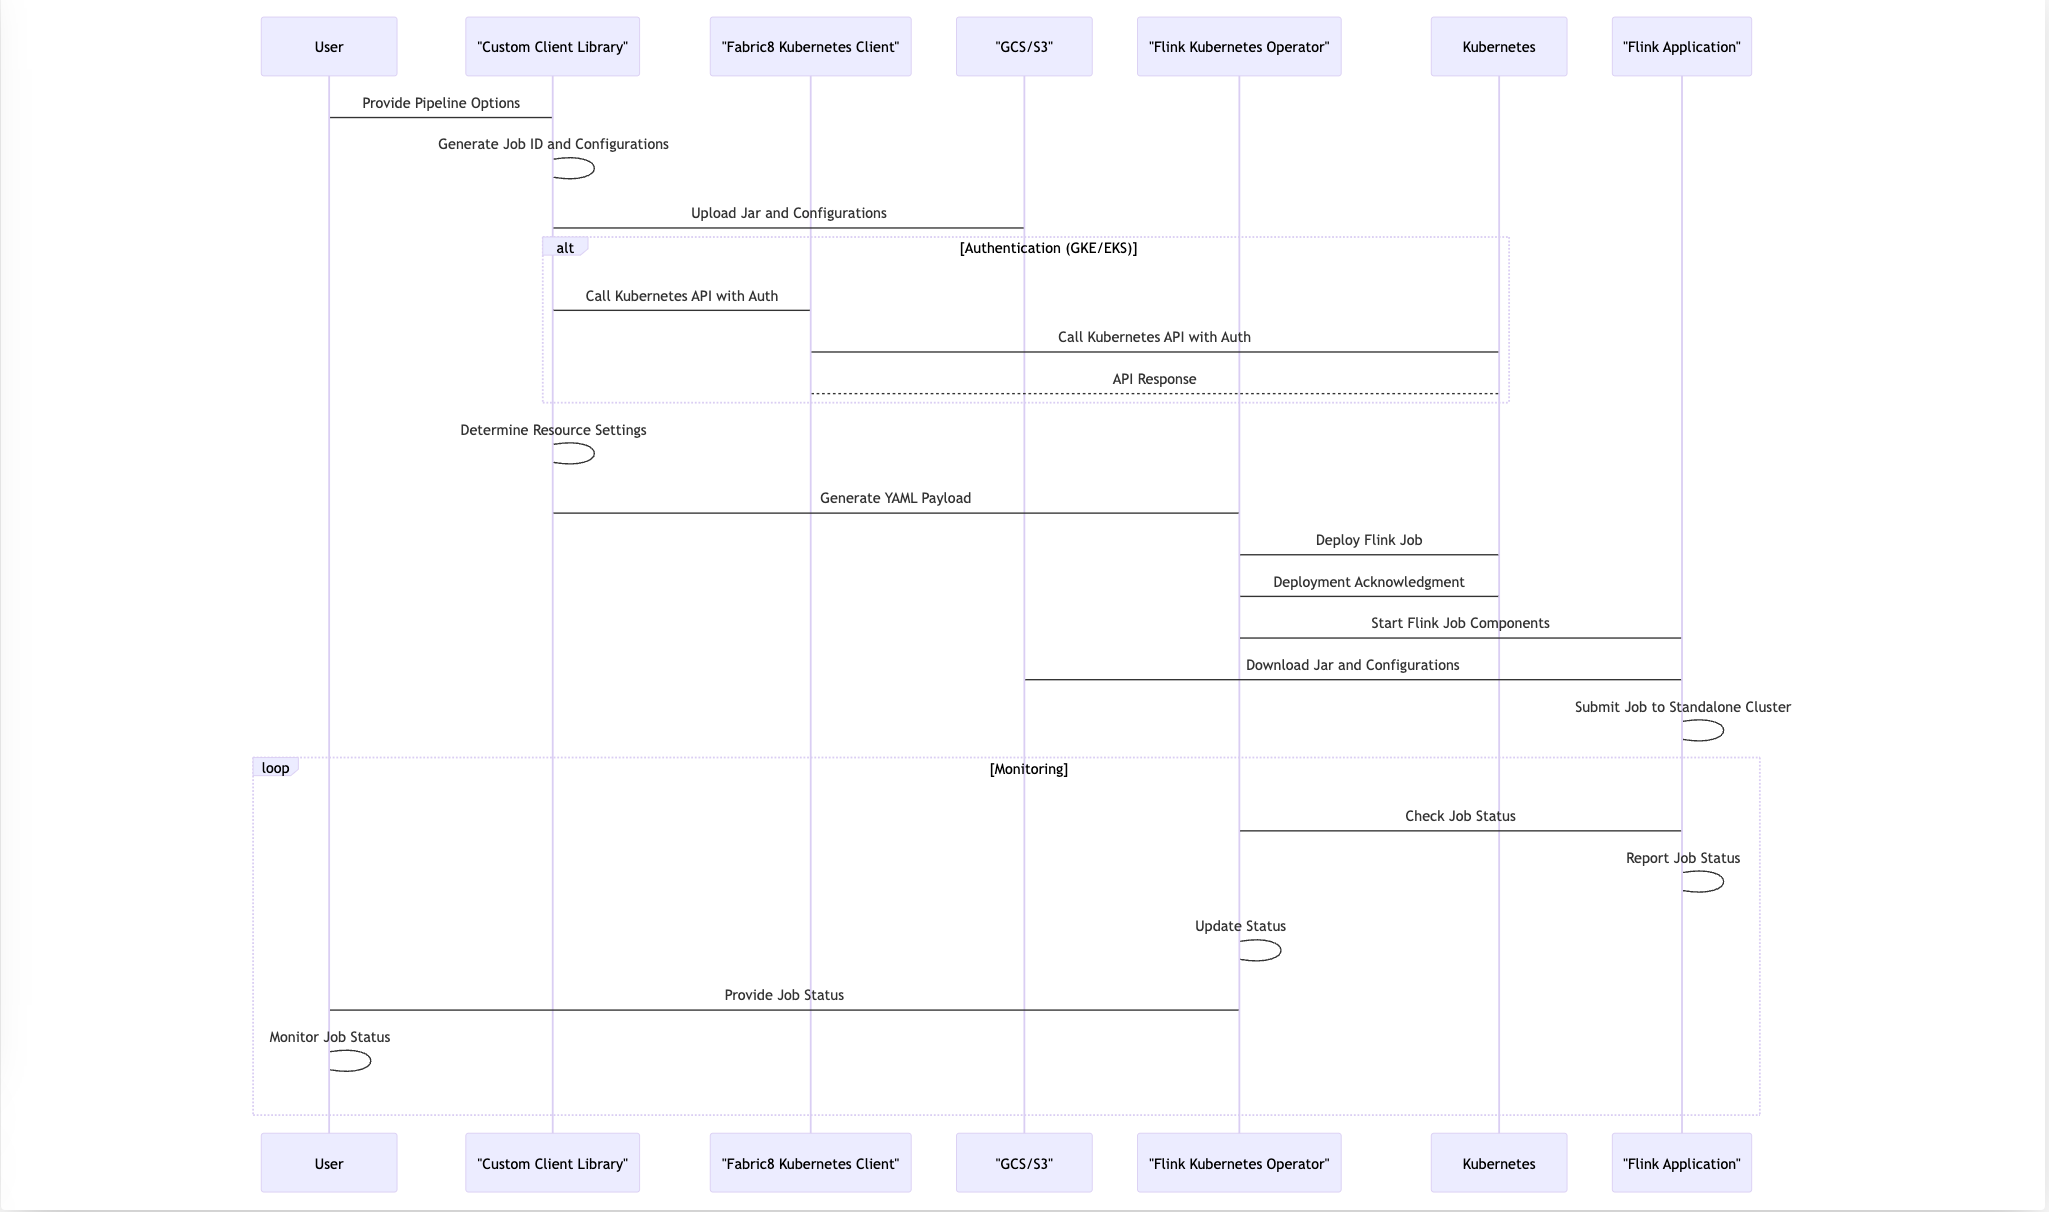 User
"Custom Client Library"
"Fabric8 Kubernetes Client"
"GCS/S3"
"Flink Kubernetes Operator"
Kubernetes
"Flink Application"
Provide Pipeline Options
Generate Job ID and Configurations
Upload Jar and Configurations
alt
[Authentication (GKE/EKS)]
Call Kubernetes API with Auth
Call Kubernetes API with Auth
API Response
Determine Resource Settings
Generate YAML Payload
Deploy Flink Job
Deployment Acknowledgment
Start Flink Job Components
Download Jar and Configurations
Submit Job to Standalone Cluster
loop
[Monitoring]
Check Job Status
Report Job Status
Update Status
Provide Job Status
Monitor Job Status
User
"Custom Client Library"
"Fabric8 Kubernetes Client"
"GCS/S3"
"Flink Kubernetes Operator"
Kubernetes
"Flink Application"